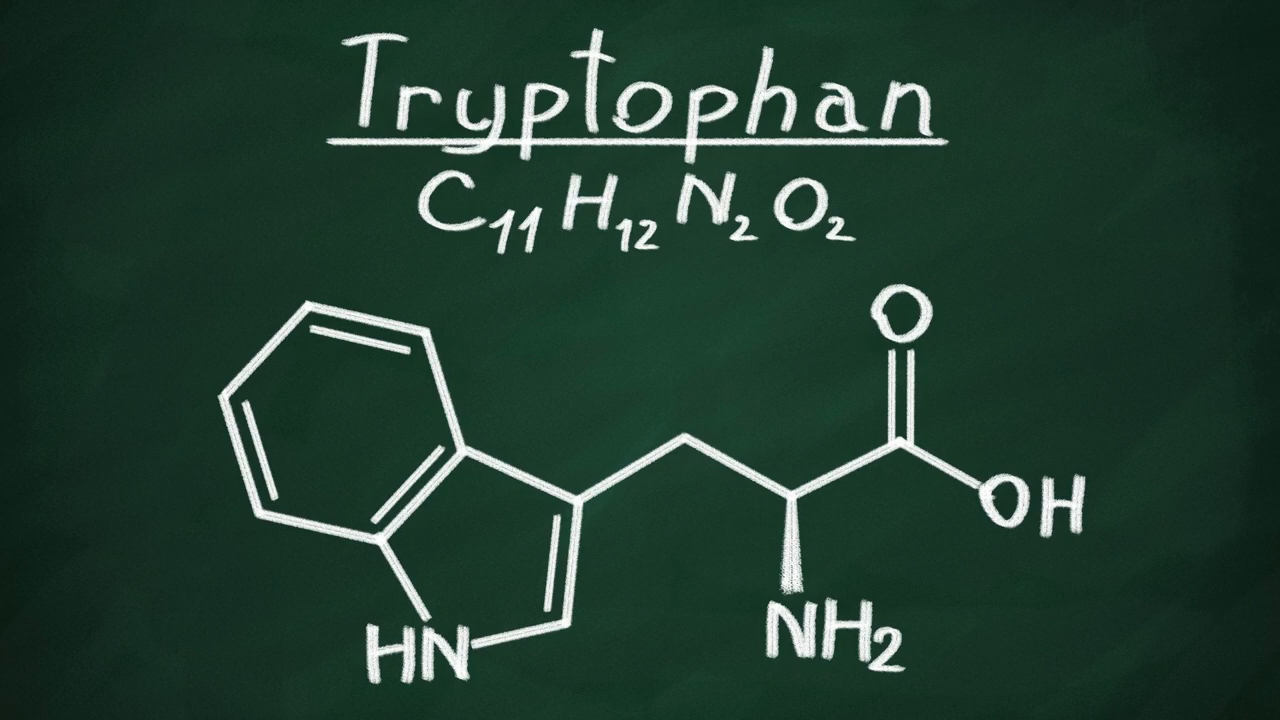 Tryptophan
C₁₁H₁₂N₂O₂
O
OH
HN
NH₂